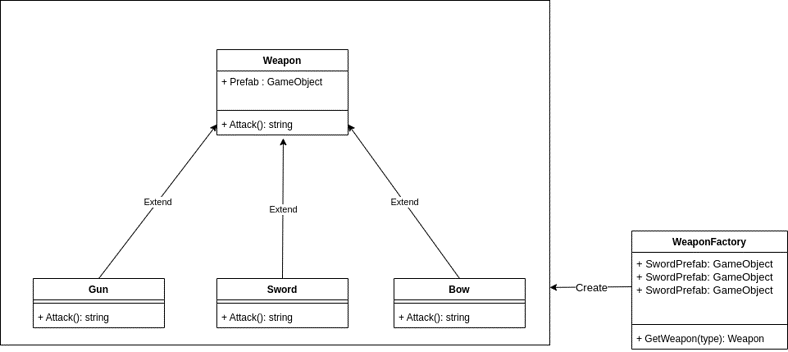 Weapon
+ Prefab : GameObject
+ Attack(): string
Extend
Extend
Extend
Gun
+ Attack(): string
Sword
+ Attack(): string
Bow
+ Attack(): string
Create
WeaponFactory
+ SwordPrefab: GameObject
+ SwordPrefab: GameObject
+ SwordPrefab: GameObject
+ GetWeapon(type): Weapon